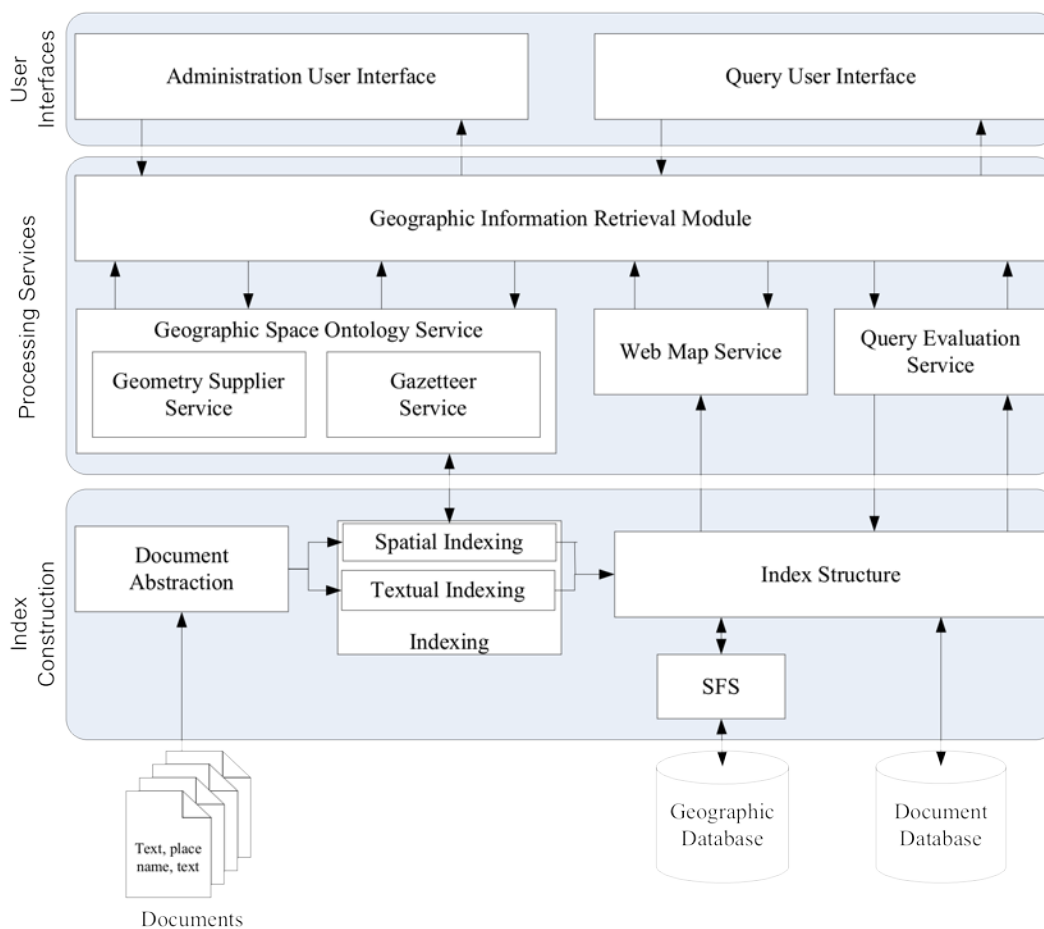 User
Interfaces
Administration User Interface
Query User Interface
Processing Services
Geographic Information Retrieval Module
Geographic Space Ontology Service
Geometry Supplier
Service
Gazetteer
Service
Web Map Service
Query Evaluation
Service
Index
Construction
Document
Abstraction
Spatial Indexing
Textual Indexing
Indexing
Index Structure
SFS
Text, place
name, text
Documents
Geographic
Database
Document
Database